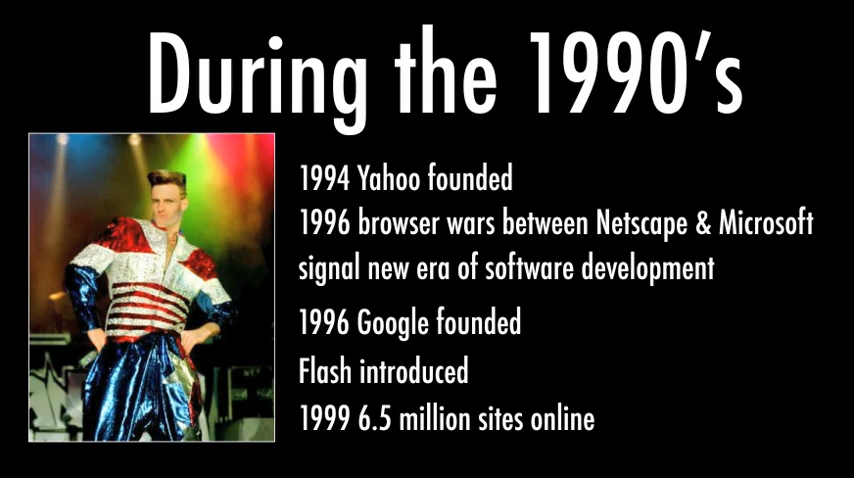 During the 1990’s
1994 Yahoo founded
1996 browser wars between Netscape & Microsoft
signal new era of software development
1996 Google founded
Flash introduced
1999 6.5 million sites online